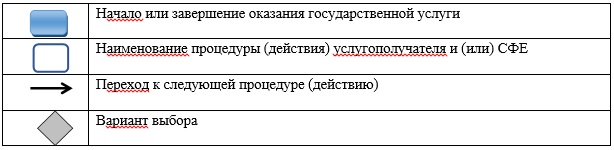 Начало или завершение оказания государственной услуги
Наименование процедуры (действия) услугополучателя и (или) СФЕ
Переход к следующей процедуре (действию)
Вариант выбора